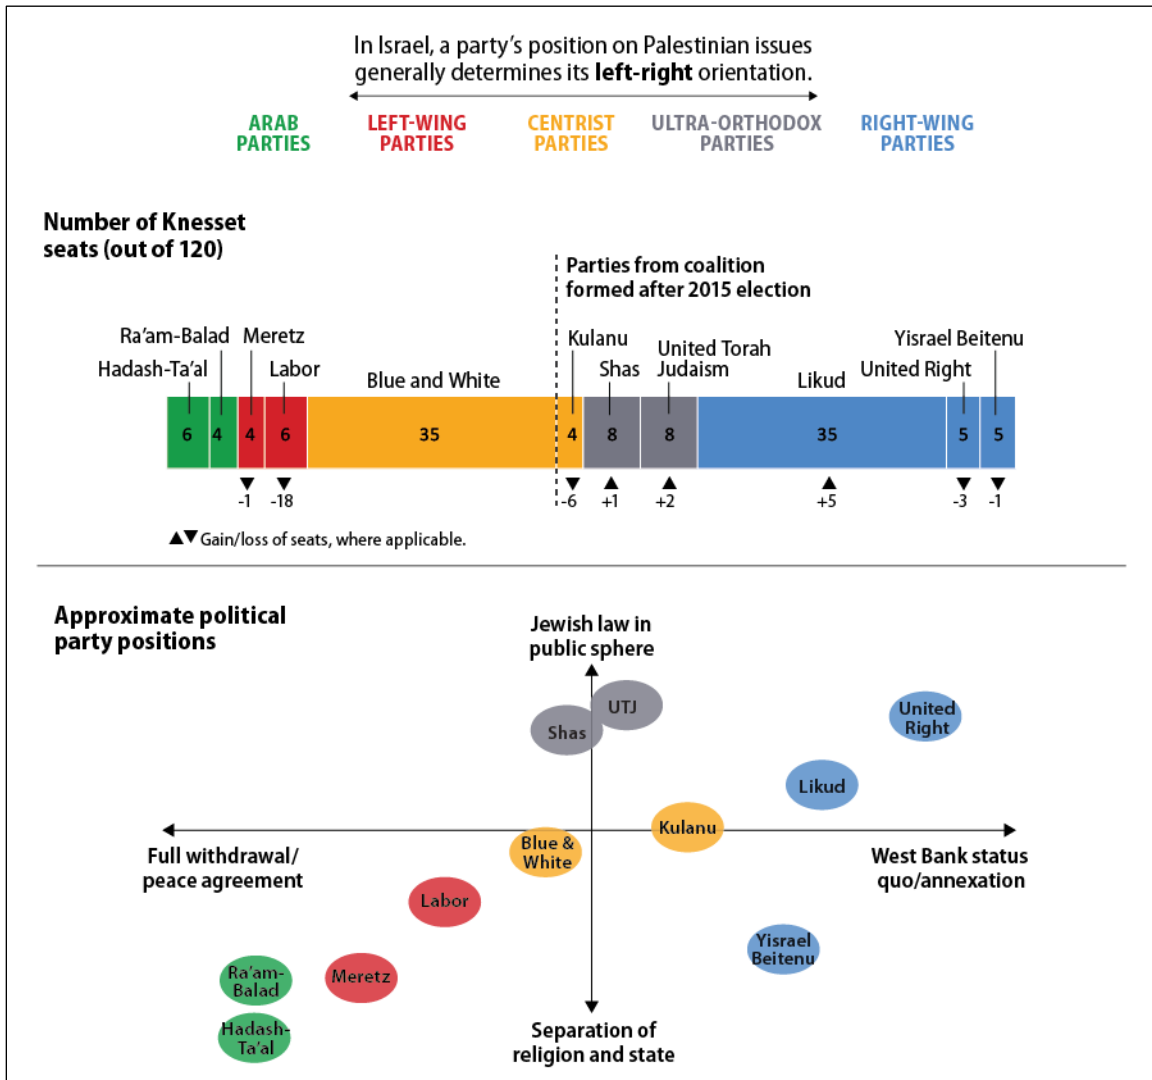 In Israel, a party's position on Palestinian issues
generally determines its left-right orientation.
ARAB
PARTIES
LEFT-WING
PARTIES
CENTRIST
PARTIES
ULTRA-ORTHODOX
PARTIES
RIGHT-WING
PARTIES
Number of Knesset
seats (out of 120)
Parties from coalition
formed after 2015 election
Ra'am-Balad
Meretz
Kulanu
United Torah
Judaism
Yisrael Beitenu
Hadash-Ta'al
Labor
Blue and White
Shas
Likud
United Right
6
4
4
6
35
4
8
8
35
5
5
▼
-1
▼
-18
▼
-6
▲
+1
▲
+2
▲
+5
▼
-3
▼
-1
▲▼ Gain/loss of seats, where applicable.
Approximate political
party positions
Jewish law in
public sphere
UTJ
Shas
United
Right
Likud
Kulanu
Blue &
White
Full withdrawal/
peace agreement
West Bank status
quo/annexation
Labor
Yisrael
Beitenu
Ra'am-
Balad
Meretz
Hadash-
Ta'al
Separation of
religion and state